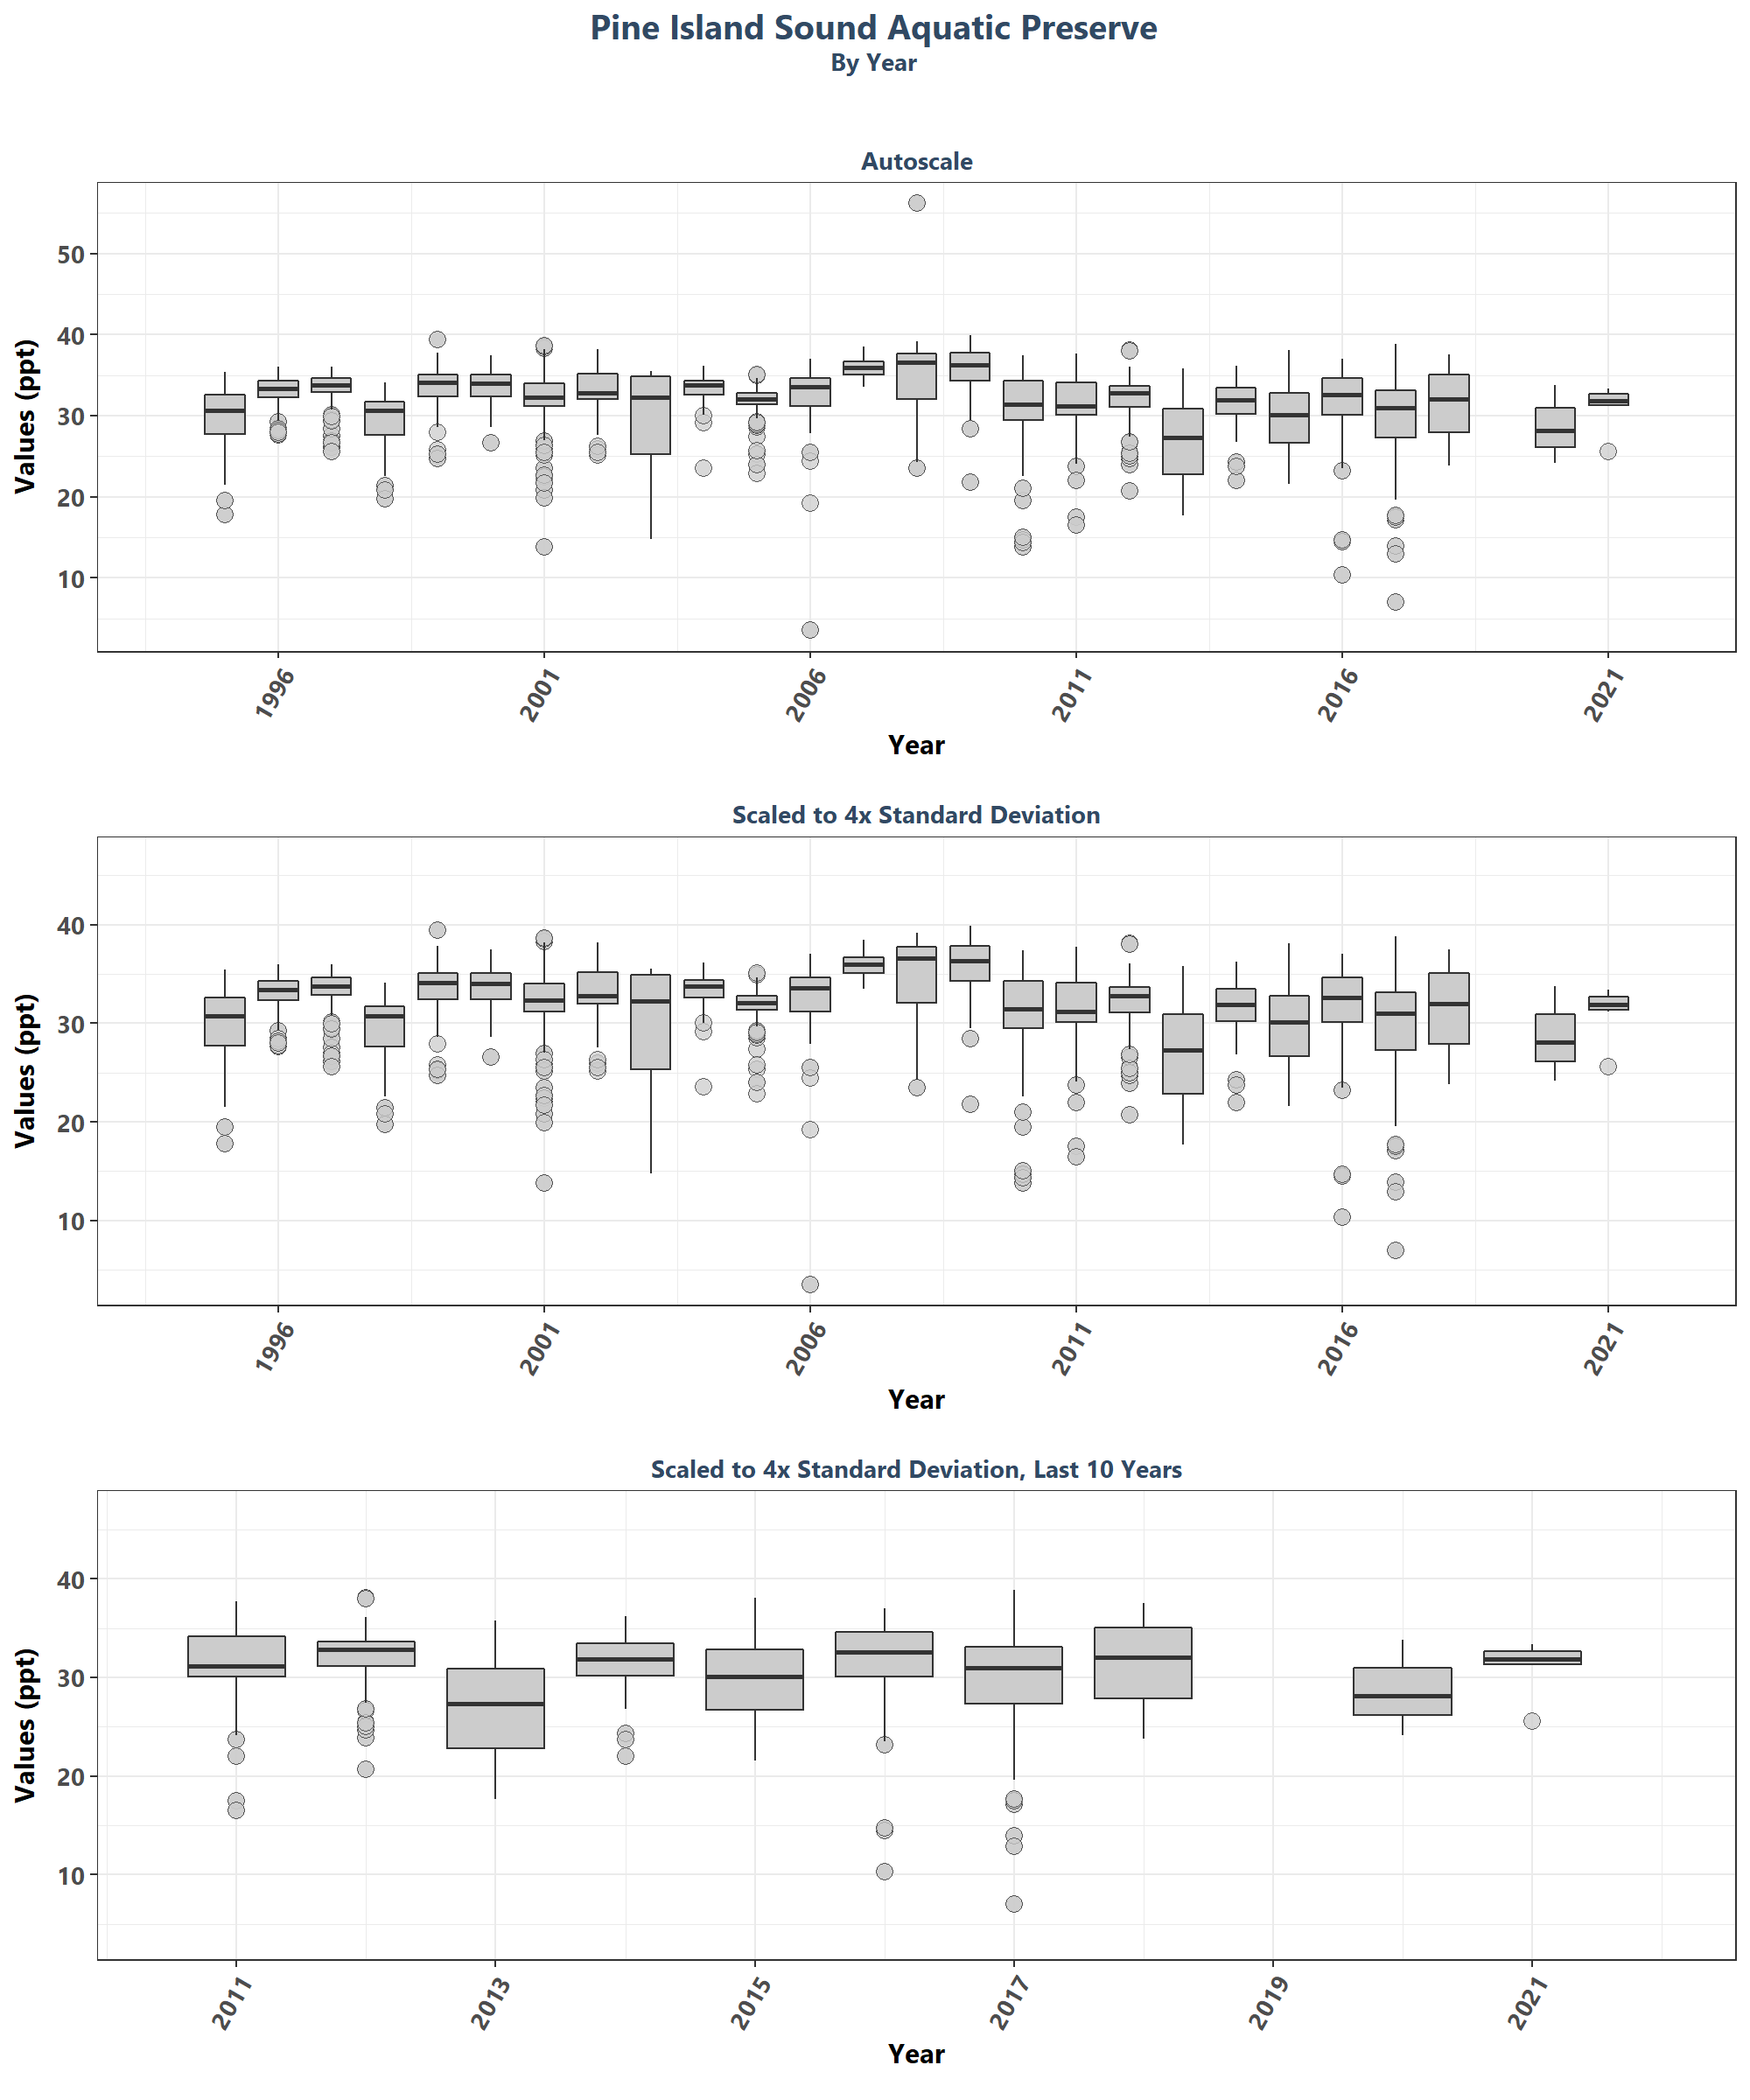 Pine Island Sound Aquatic Preserve
By Year
Autoscale
Values (ppt)
50
40
30
20
10
1996
2001
2006
2011
2016
2021
Year
Scaled to 4x Standard Deviation
Values (ppt)
40
30
20
10
1996
2001
2006
2011
2016
2021
Year
Scaled to 4x Standard Deviation, Last 10 Years
Values (ppt)
40
30
20
10
2011
2013
2015
2017
2019
2021
Year